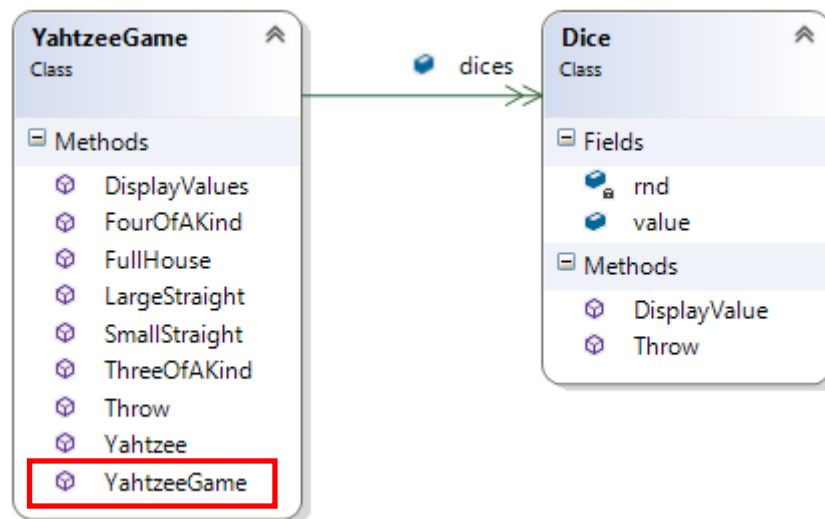 YahtzeeGame
Class
Methods
DisplayValues
FourOfAKind
FullHouse
LargeStraight
SmallStraight
ThreeOfAKind
Throw
Yahtzee
YahtzeeGame
dices
Dice
Class
Fields
rnd
value
Methods
DisplayValue
Throw